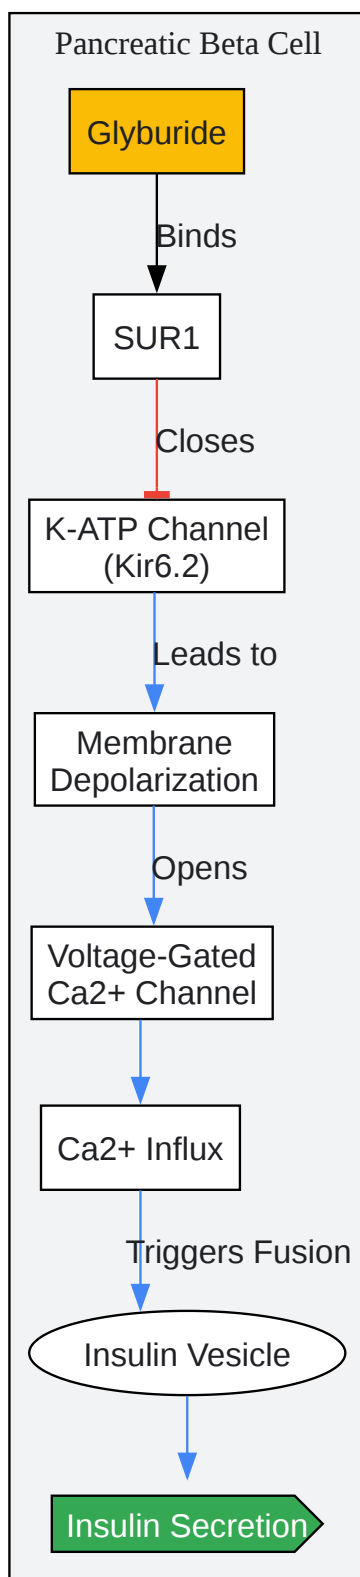 Pancreatic Beta Cell
Glyburide
Binds
SUR1
Closes
K-ATP Channel
(Kir6.2)
Leads to
Membrane
Depolarization
Opens
Voltage-Gated
Ca2+ Channel
Ca2+ Influx
Triggers Fusion
Insulin Vesicle
Insulin Secretion